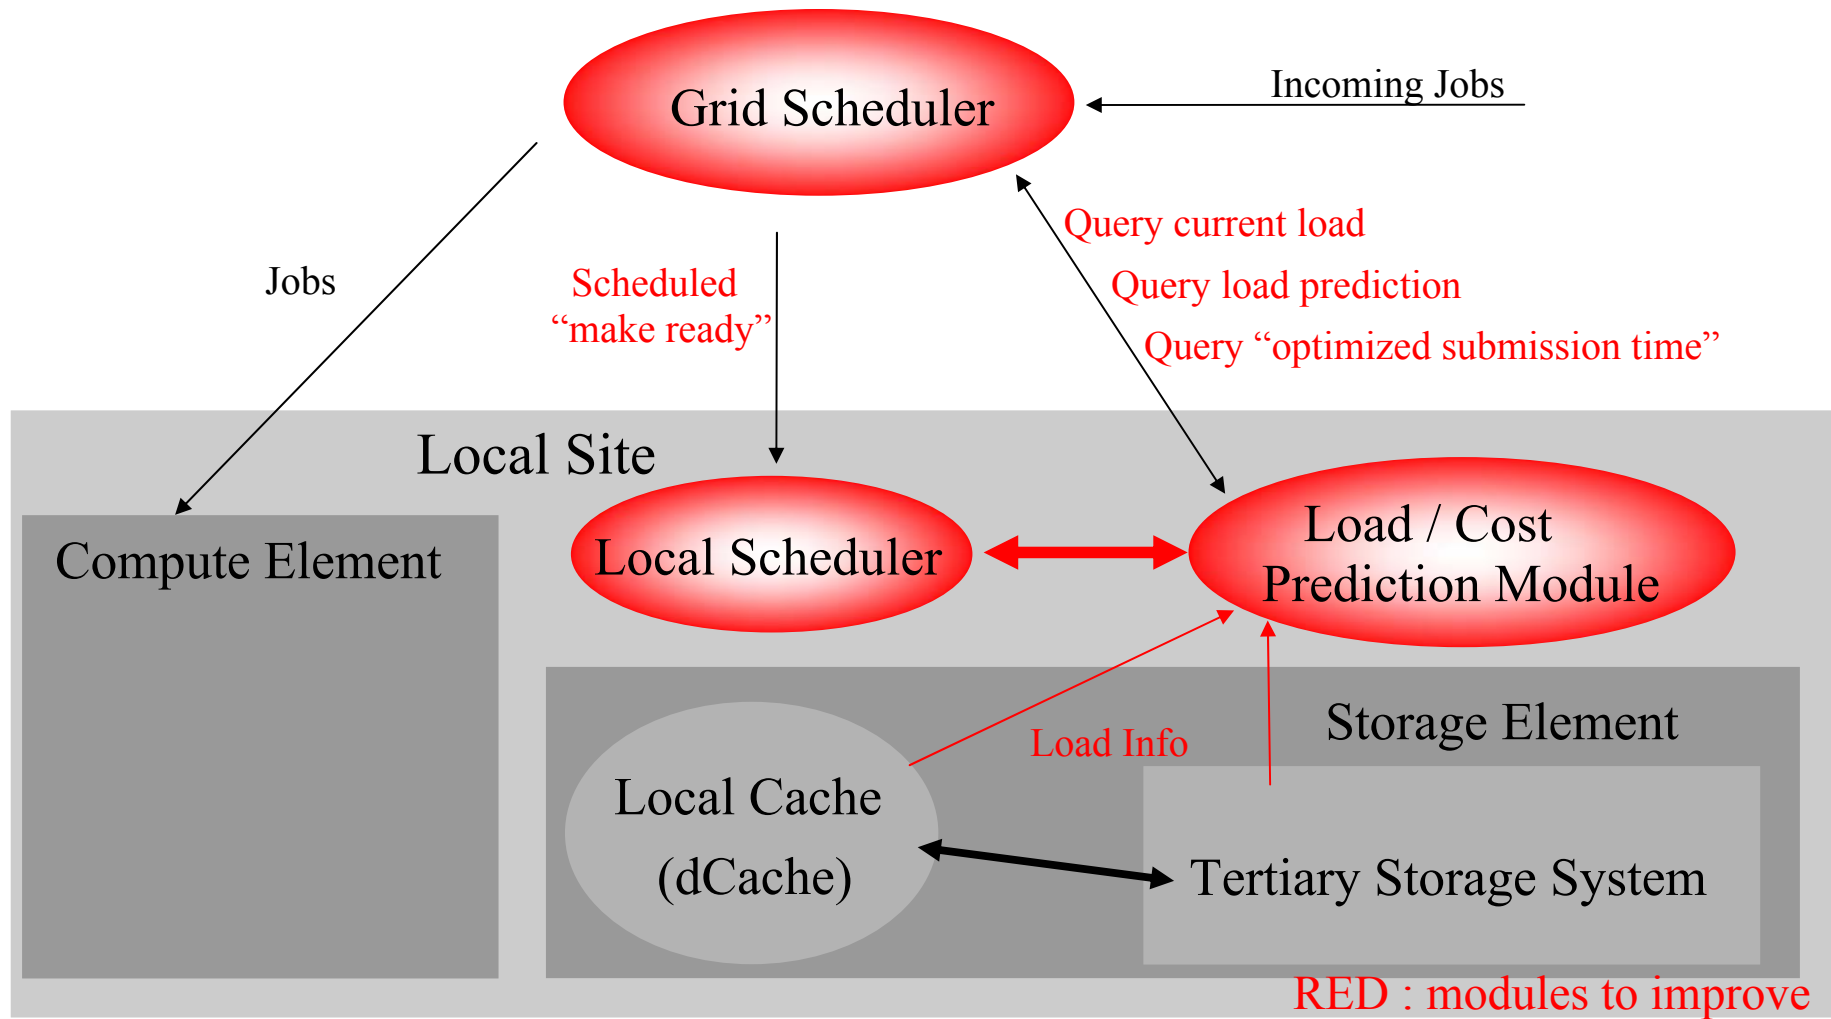 Grid Scheduler
Incoming Jobs
Jobs
Scheduled
“make ready”
Query current load
Query load prediction
Query “optimized submission time”
Local Site
Compute Element
Local Scheduler
Load / Cost
Prediction Module
Load Info
Storage Element
Local Cache
(dCache)
Tertiary Storage System
RED : modules to improve